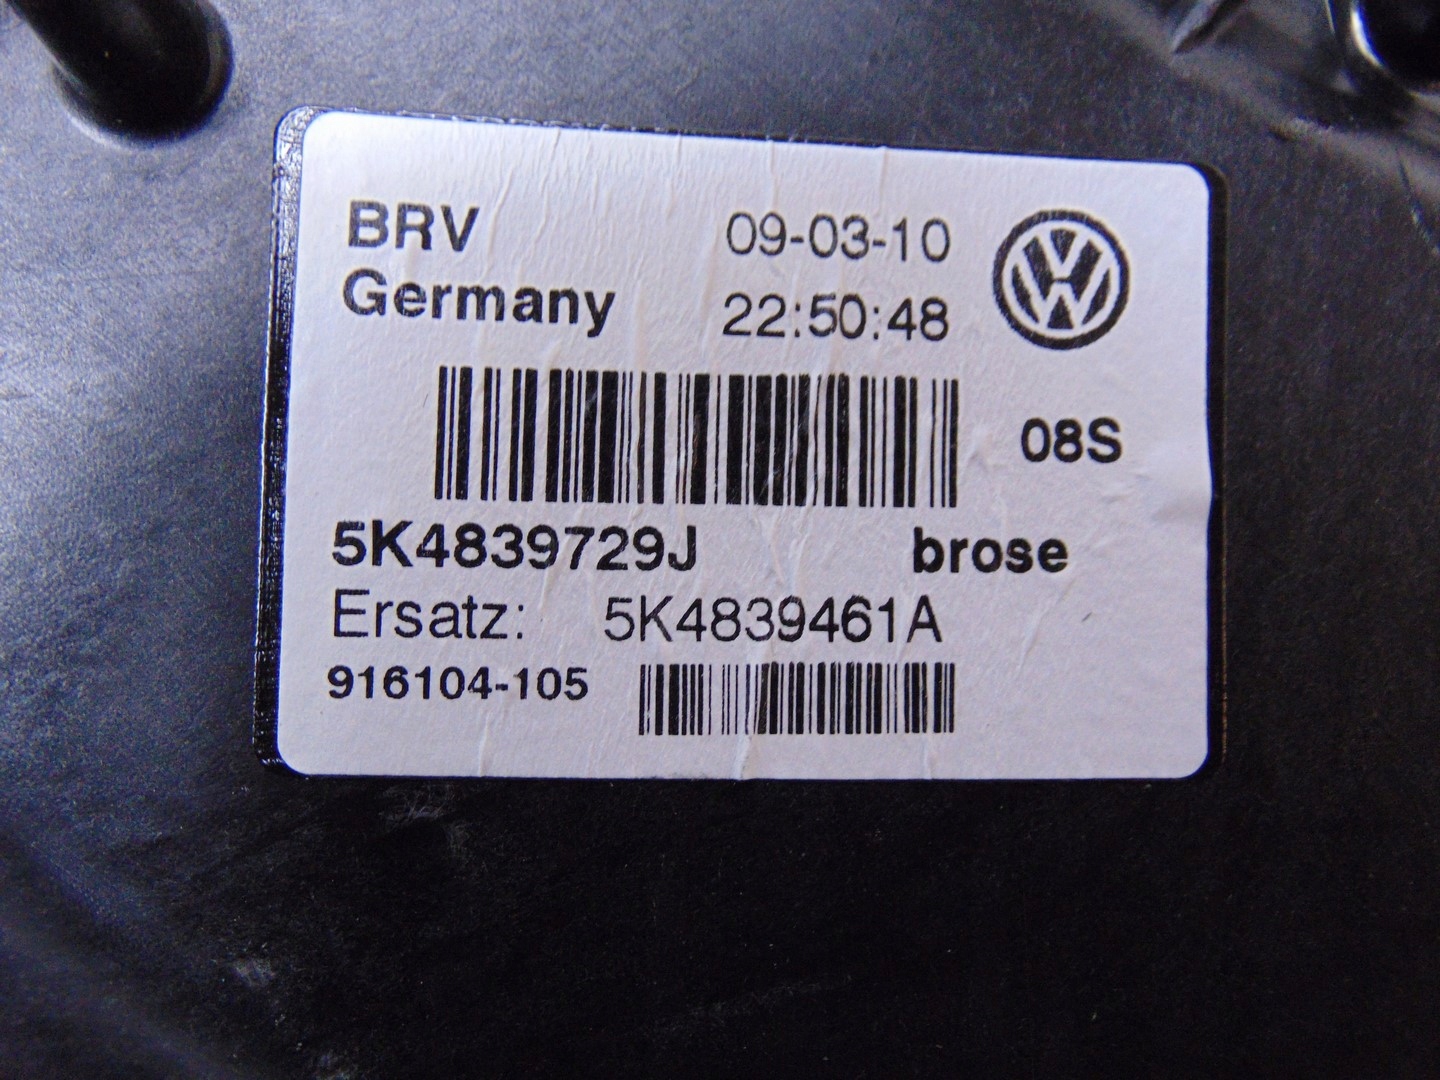 BRV 09-03-10
Germany 22:50:48
08S
5K4839729J brose
Ersatz: 5K4839461A
916104-105